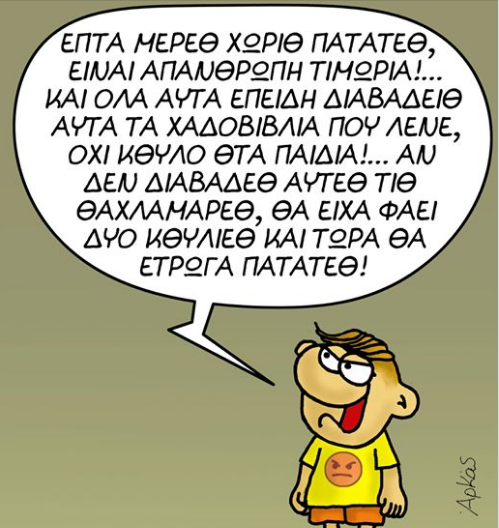 ΕΠΤΑ ΜΕΡΕΘ ΧΩΡΙΘ ΠΑΤΑΤΕΘ,
ΕΙΝΑΙ ΑΠΑΝΘΡΩΠΗ ΤΙΜΩΡΙΑ!...
ΚΑΙ ΟΛΑ ΑΥΤΑ ΕΠΕΙΔΗ ΔΙΑΒΑΔΕΙΘ
ΑΥΤΑ ΤΑ ΧΑΔΟΒΙΒΛΙΑ ΠΟΥ ΛΕΝΕ,
ΟΧΙ ΚΘΥΛΟ ΘΤΑ ΠΑΙΔΙΑ!... ΑΝ
ΔΕΝ ΔΙΑΒΑΔΕΘ ΑΥΤΕΘ ΤΙΘ
ΘΑΧΛΑΜΑΡΕΘ, ΘΑ ΕΙΧΑ ΦΑΕΙ
ΔΥΟ ΚΘΥΛΙΕΘ ΚΑΙ ΤΩΡΑ ΘΑ
ΕΤΡΩΓΑ ΠΑΤΑΤΕΘ!
Αρκάς